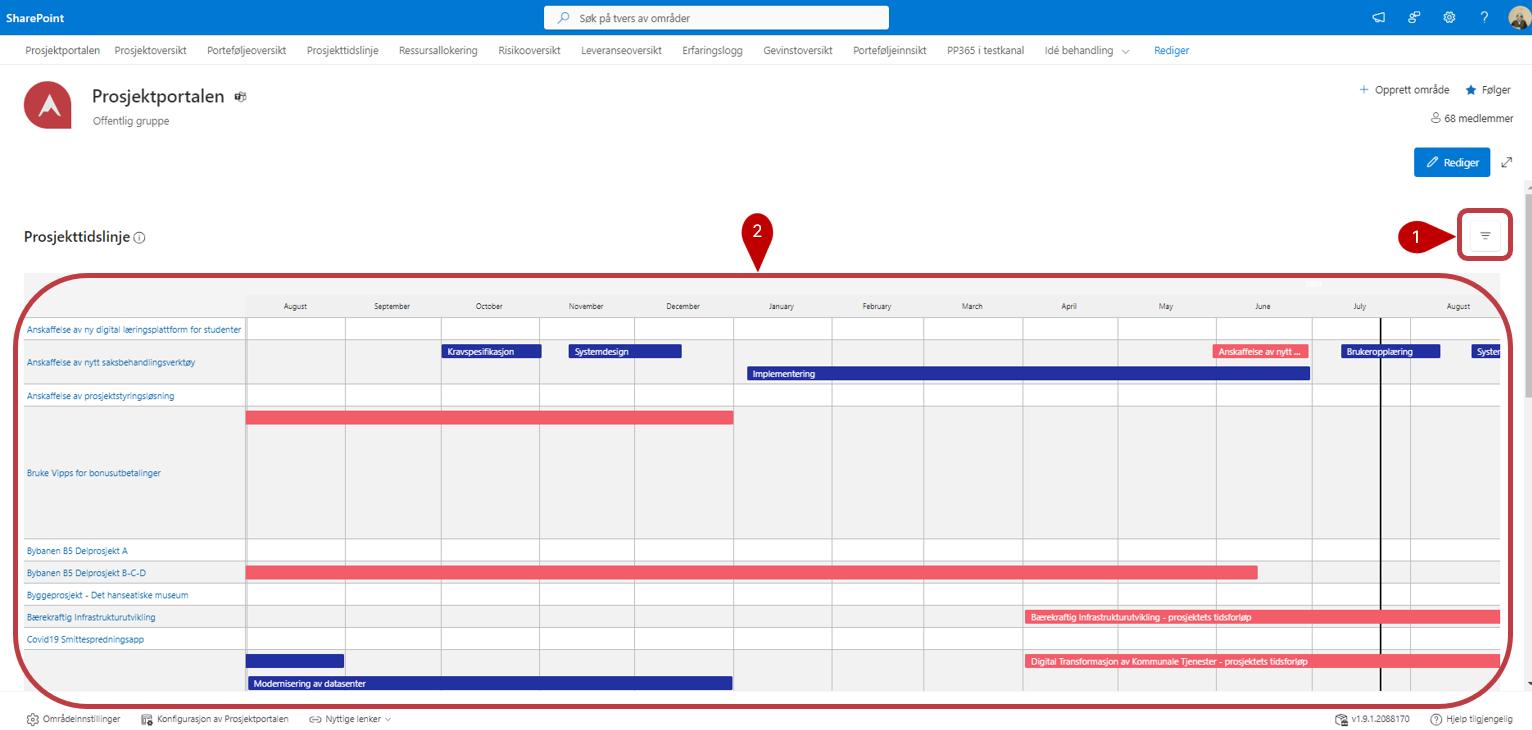 SharePoint
Søk på tvers av områder
?
Prosjektportalen Prosjektoversikt Porteføljeoversikt Prosjekttidslinje Ressursallokering Risikooversikt Leveranseoversikt Erfaringslogg Gevinstoversikt Porteføljeinnsikt PP365 i testkanal Idé behandling Rediger
Prosjektportalen
Offentlig gruppe
Opprett område Følger
68 medlemmer
Rediger
2
1
Prosjekttidslinje
August September October November December January February March April May June July August
Anskaffelse av ny digital læringsplattform for studenter
Kravspesifikasjon Systemdesign Anskaffelse av nytt ... Brukeropplæring Syster
Anskaffelse av nytt saksbehandlingsverktøy
Implementering
Anskaffelse av prosjektstyringsløsning
Bruke Vipps for bonusutbetalinger
Bybanen B5 Delprosjekt A
Bybanen B5 Delprosjekt B-C-D
Byggeprosjekt - Det hanseatiske museum
Bærekraftig Infrastrukturutvikling Bærekraftig Infrastrukturutvikling - prosjektets tidsforløp
Covid19 Smittespredningsapp
Digital Transformasjon av Kommunale Tjenester - prosjektets tidsforløp
Modernisering av datasenter
Områdeinnstillinger Konfigurasjon av Prosjektportalen Nyttige lenker v1.9.1.2088170 Hjelp tilgjengelig